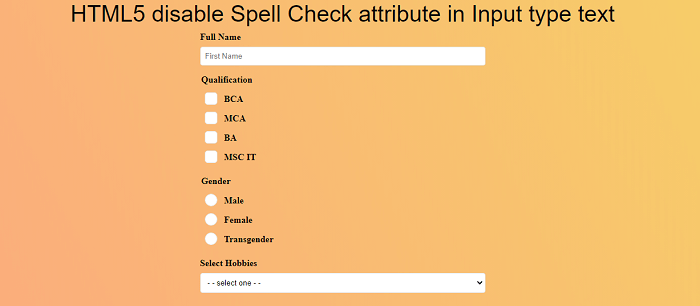 HTML5 disable Spell Check attribute in Input type text
Full Name
First Name
Qualification
BCA
MCA
BA
MSC IT
Gender
Male
Female
Transgender
Select Hobbies
- - select one - -